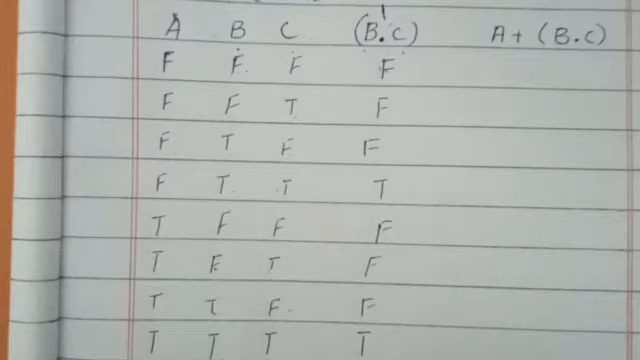 A B C (B.C) A + (B.C)
F F F F
F F T F
F T F F
F T T T
T F F F
T F T F
T T F F
T T T T